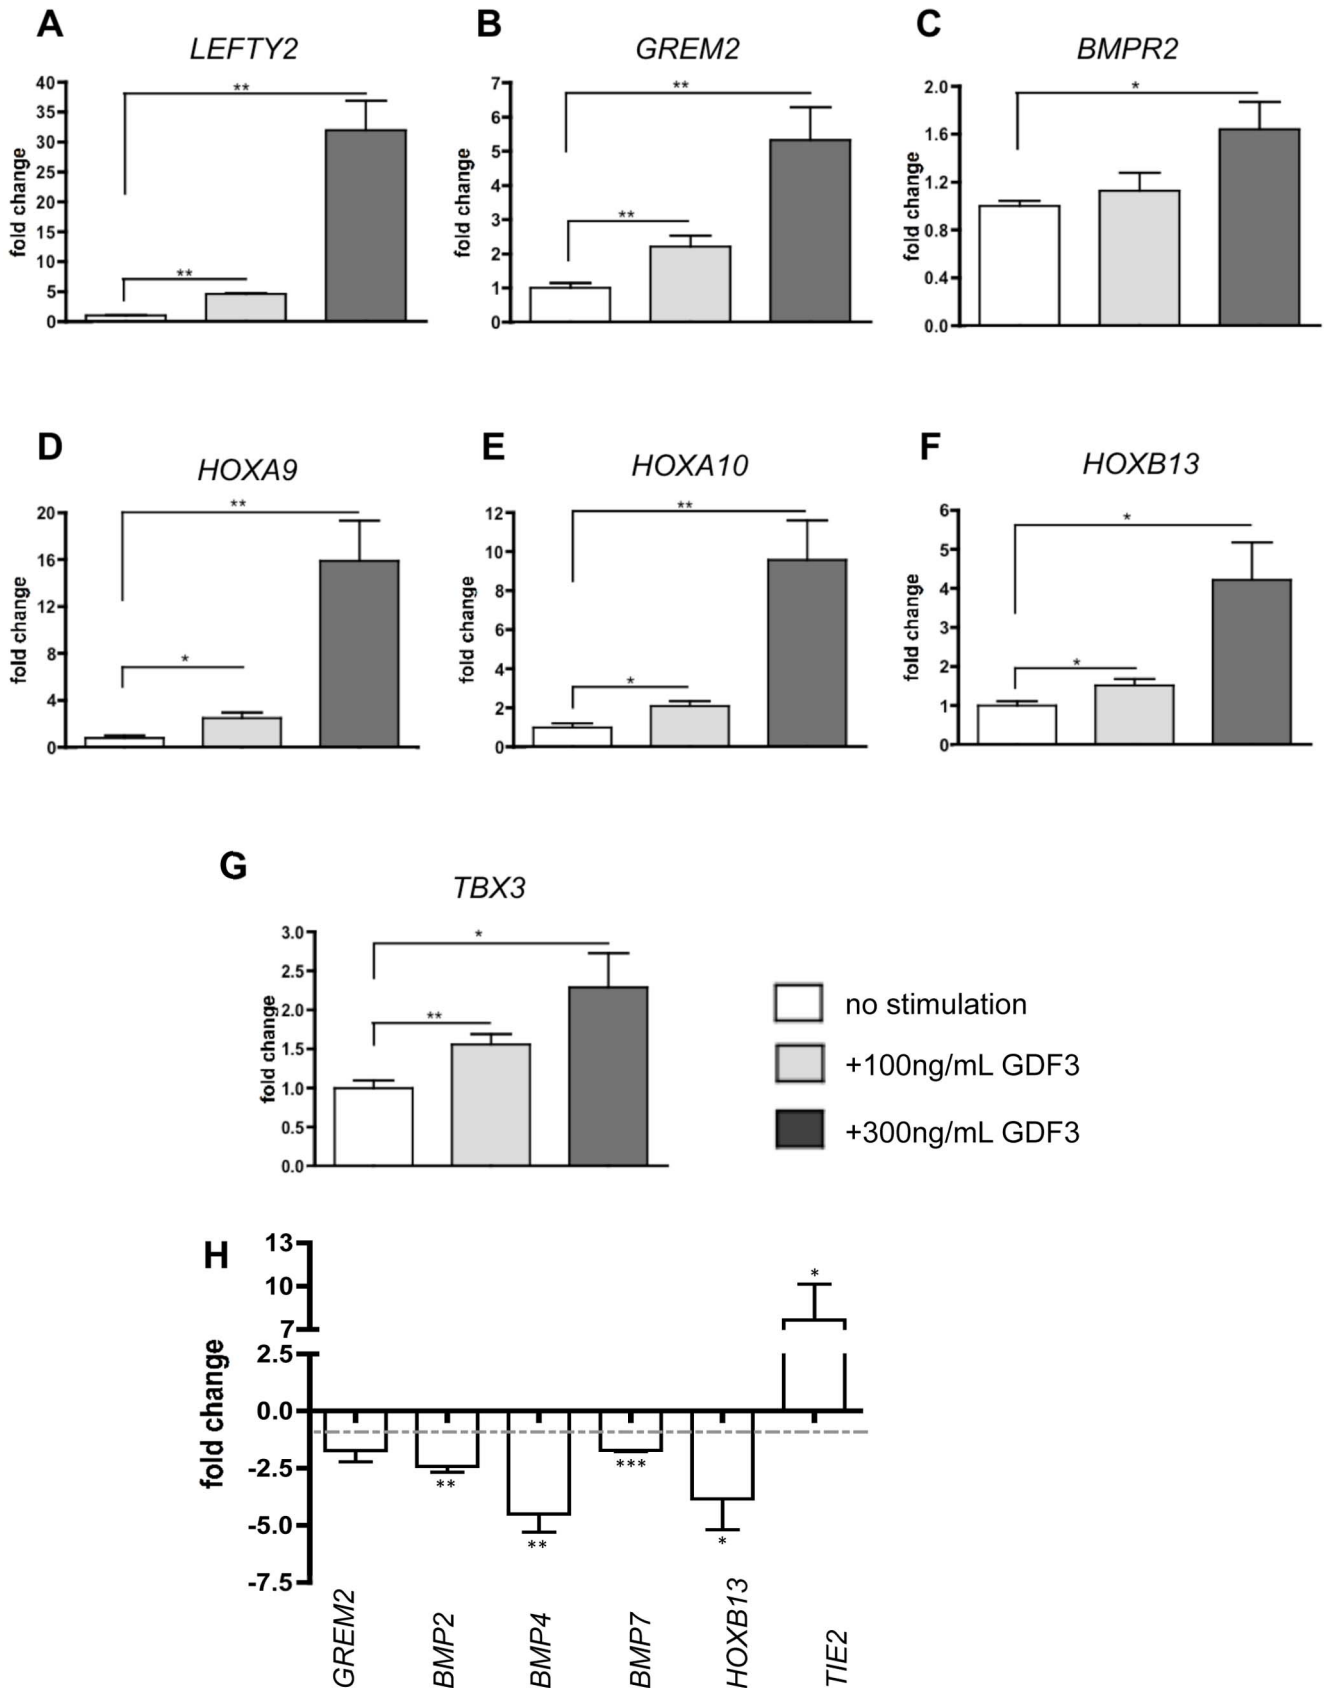 A
LEFTY2
fold change
40
35
30
25
20
15
10
5
0
**
**
B
GREM2
fold change
7
6
5
4
3
2
1
0
**
**
C
BMPR2
fold change
2.0
1.6
1.2
0.8
0.4
0.0
*
D
HOXA9
fold change
20
16
12
8
4
0
**
*
E
HOXA10
fold change
12
10
8
6
4
2
0
**
*
F
HOXB13
fold change
6
5
4
3
2
1
0
*
*
G
TBX3
fold change
3.0
2.5
2.0
1.5
1.0
0.5
0.0
*
**
no stimulation
+100ng/mL GDF3
+300ng/mL GDF3
H
fold change
13
10
7
2.5
0.0
-2.5
-5.0
-7.5
**
**
***
*
*
GREM2
BMP2
BMP4
BMP7
HOXB13
TIE2